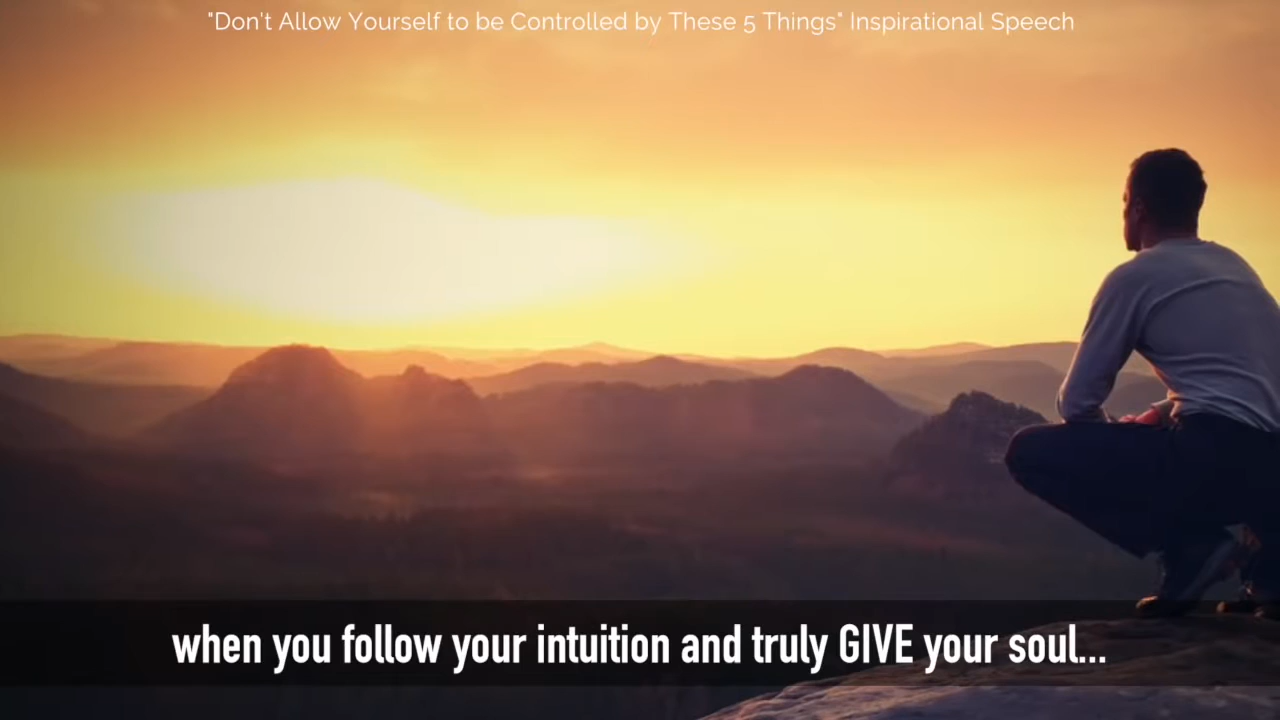 "Don't Allow Yourself to be Controlled by These 5 Things" Inspirational Speech
when you follow your intuition and truly GIVE your soul...